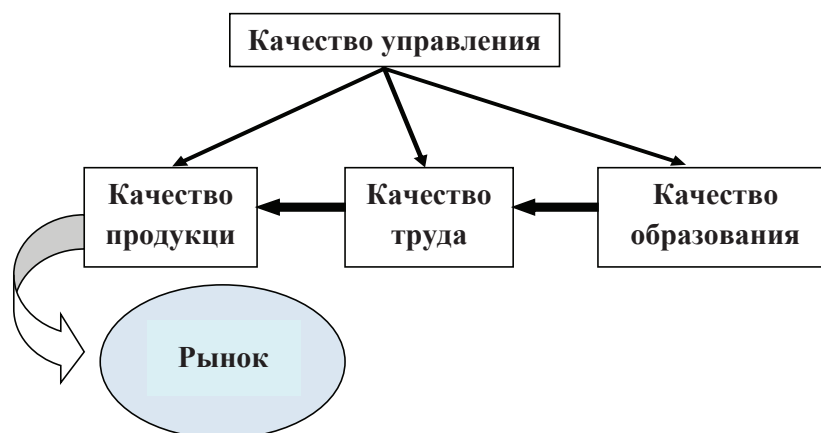 Качество управления
Качество
продукци
Качество
труда
Качество
образования
Рынок